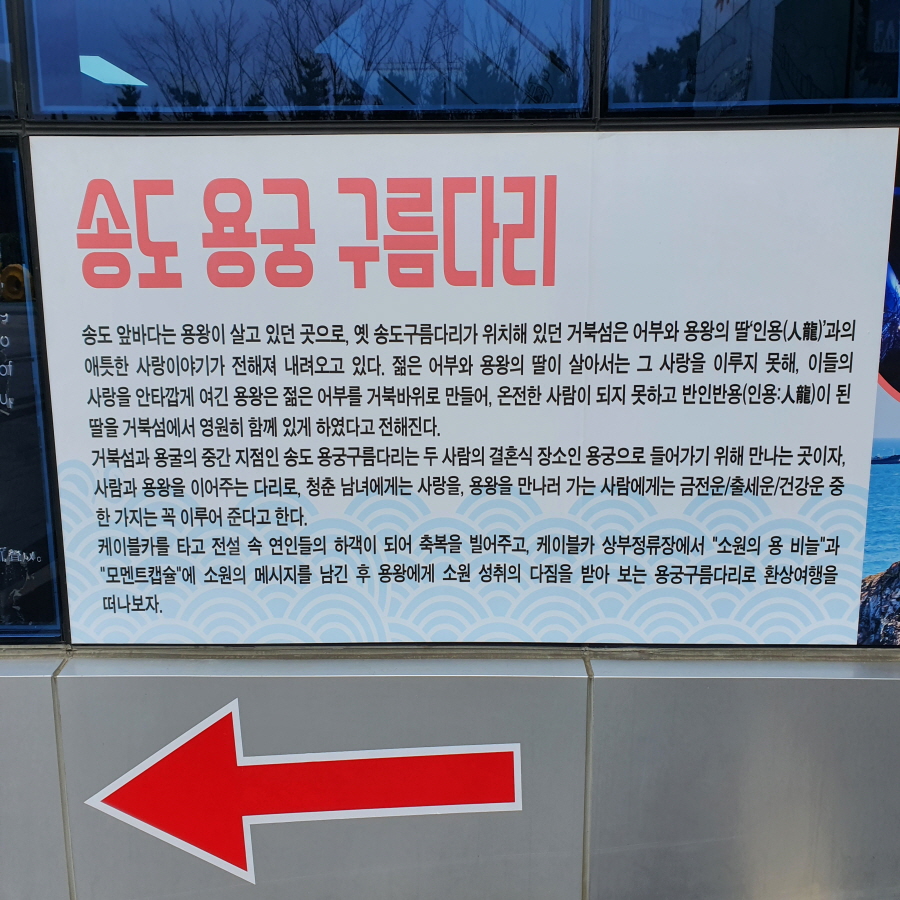 송도 용궁 구름다리
송도 앞바다는 용왕이 살고 있던 곳으로, 옛 송도구름다리가 위치해 있던 거북섬은 어부와 용왕의 딸'인용(人龍)'과의
애틋한 사랑이야기가 전해져 내려오고 있다. 젊은 어부와 용왕의 딸이 살아서는 그 사랑을 이루지 못해, 이들의
사랑을 안타깝게 여긴 용왕은 젊은 어부를 거북바위로 만들어, 온전한 사람이 되지 못하고 반인반용(인용:人龍)이 된
딸을 거북섬에서 영원히 함께 있게 하였다고 전해진다.
거북섬과 용굴의 중간 지점인 송도 용궁구름다리는 두 사람의 결혼식 장소인 용궁으로 들어가기 위해 만나는 곳이자,
사람과 용왕을 이어주는 다리로, 청춘 남녀에게는 사랑을, 용왕을 만나러 가는 사람에게는 금전운/출세운/건강운 중
한 가지는 꼭 이루어 준다고 한다.
케이블카를 타고 전설 속 연인들의 하객이 되어 축복을 빌어주고, 케이블카 상부정류장에서 "소원의 용 비늘"과
"모멘트캡슐"에 소원의 메시지를 남긴 후 용왕에게 소원 성취의 다짐을 받아 보는 용궁구름다리로 환상여행을
떠나보자.